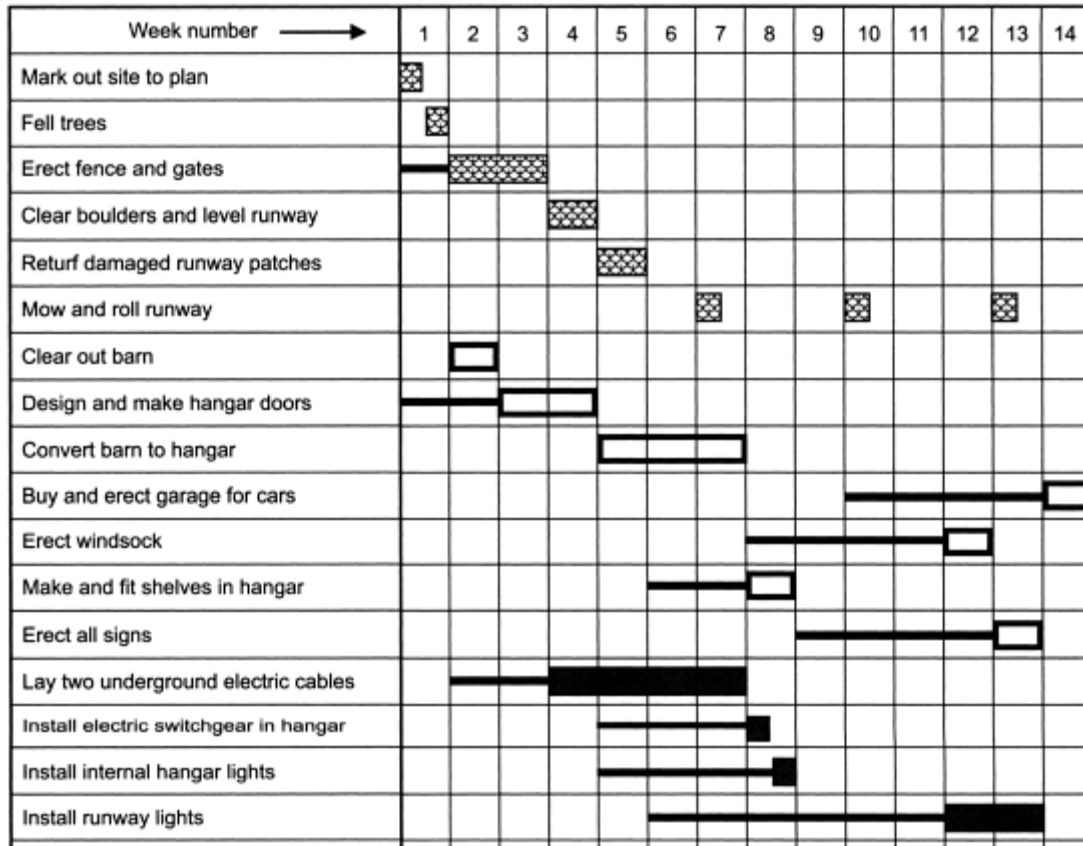 Week number 1 2 3 4 5 6 7 8 9 10 11 12 13 14
Mark out site to plan
Fell trees
Erect fence and gates
Clear boulders and level runway
Returf damaged runway patches
Mow and roll runway
Clear out barn
Design and make hangar doors
Convert barn to hangar
Buy and erect garage for cars
Erect windsock
Make and fit shelves in hangar
Erect all signs
Lay two underground electric cables
Install electric switchgear in hangar
Install internal hangar lights
Install runway lights